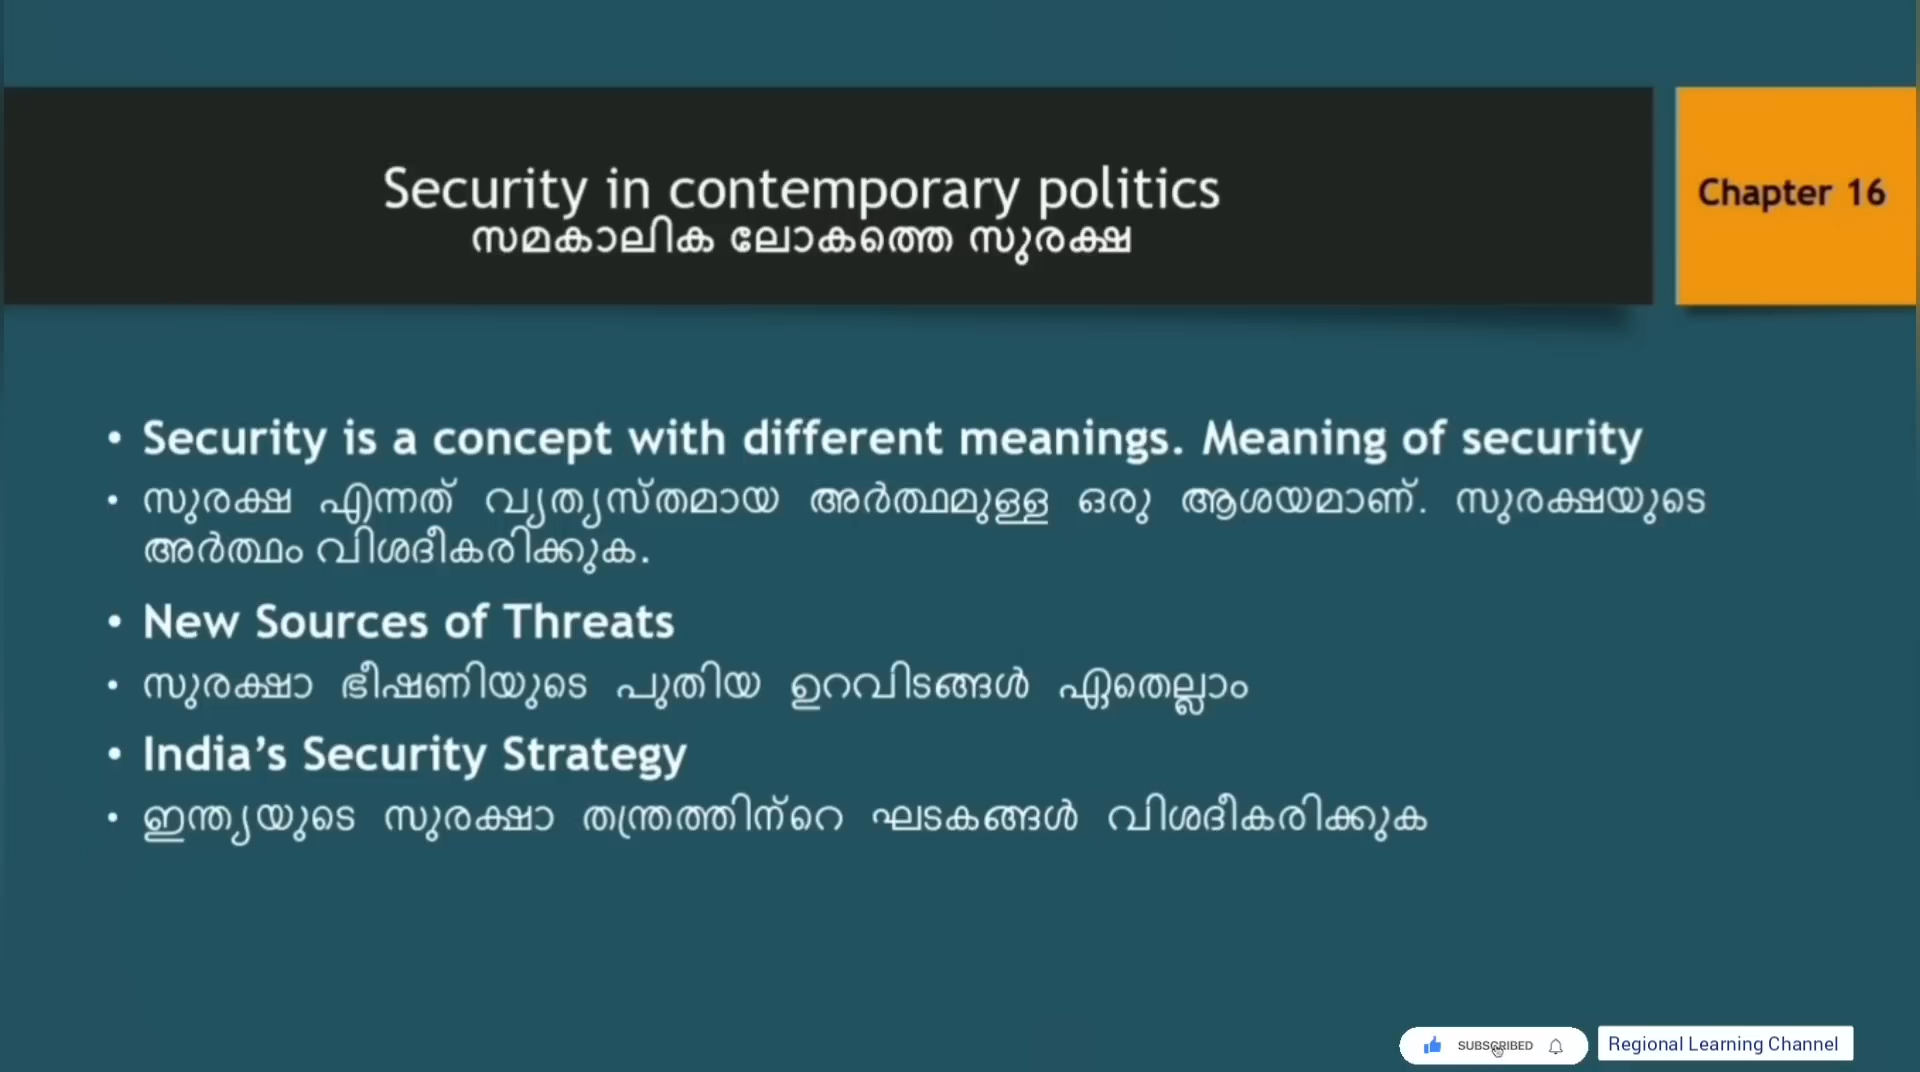 Security in contemporary politics
സമകാലിക ലോകത്തെ സുരക്ഷ
Chapter 16
• Security is a concept with different meanings. Meaning of security
• സുരക്ഷ എന്നത് വ്യത്യസ്തമായ അർത്ഥമുള്ള ഒരു ആശയമാണ്. സുരക്ഷയുടെ
അർത്ഥം വിശദീകരിക്കുക.
• New Sources of Threats
• സുരക്ഷാ ഭീഷണിയുടെ പുതിയ ഉറവിടങ്ങൾ ഏതെല്ലാം
• India’s Security Strategy
• ഇന്ത്യയുടെ സുരക്ഷാ തന്ത്രത്തിന്റെ ഘടകങ്ങൾ വിശദീകരിക്കുക
SUBSCRIBED
Regional Learning Channel